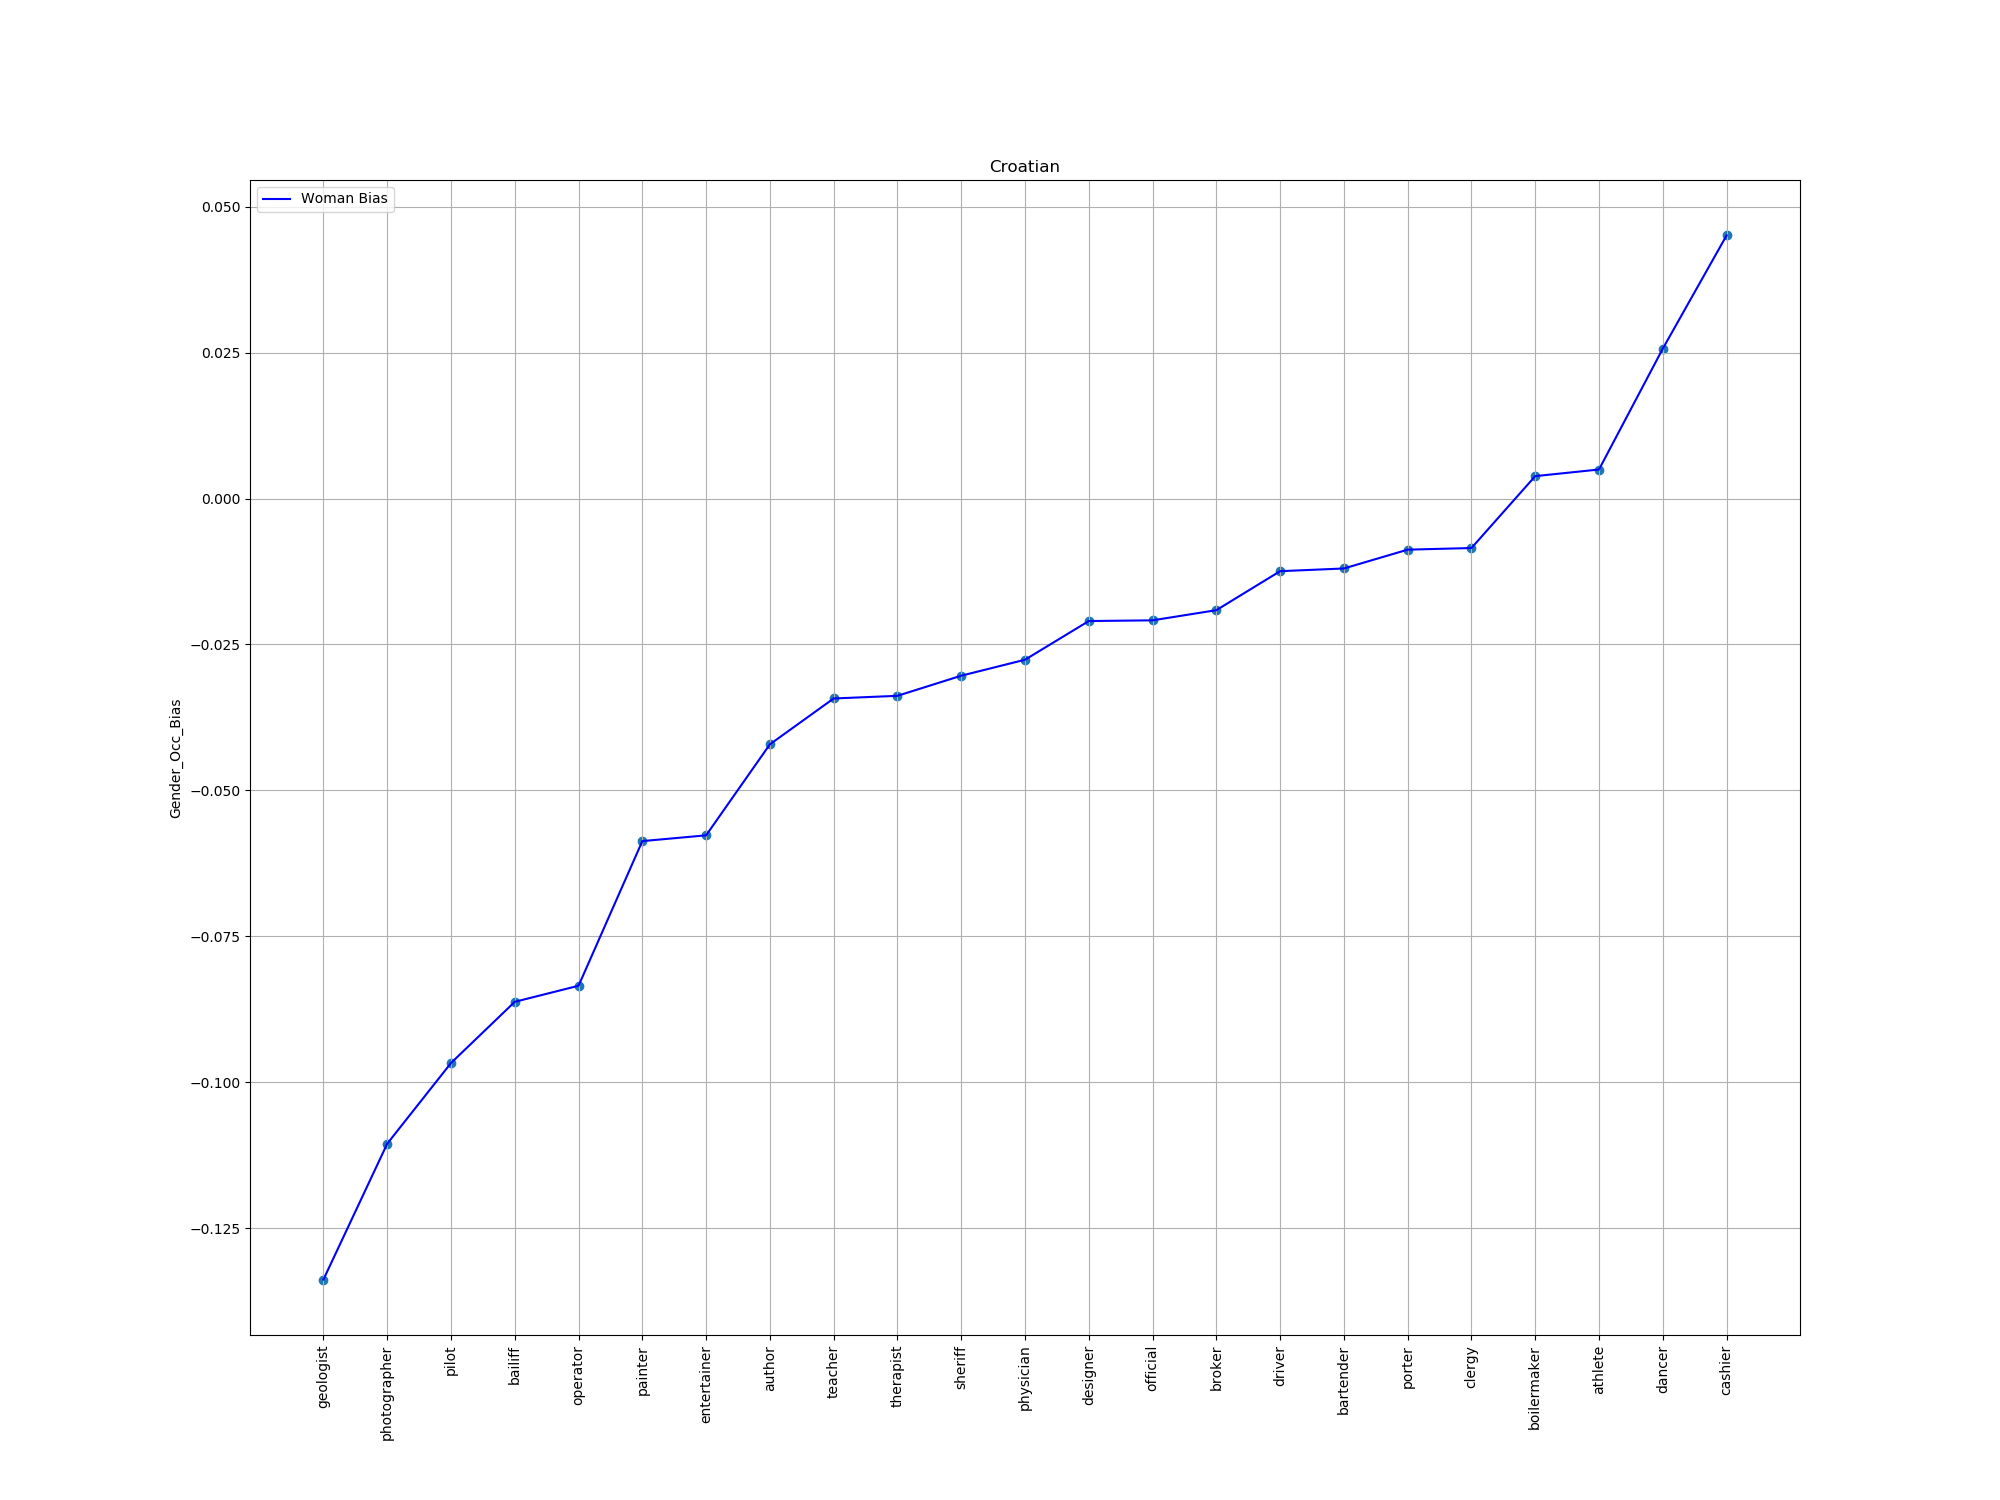 Croatian
Woman Bias
0.050
0.025
0.000
−0.025
−0.050
−0.075
−0.100
−0.125
Gender_Occ_Bias
geologist
photographer
pilot
bailiff
operator
painter
entertainer
author
teacher
therapist
sheriff
physician
designer
official
broker
driver
bartender
porter
clergy
boilermaker
athlete
dancer
cashier